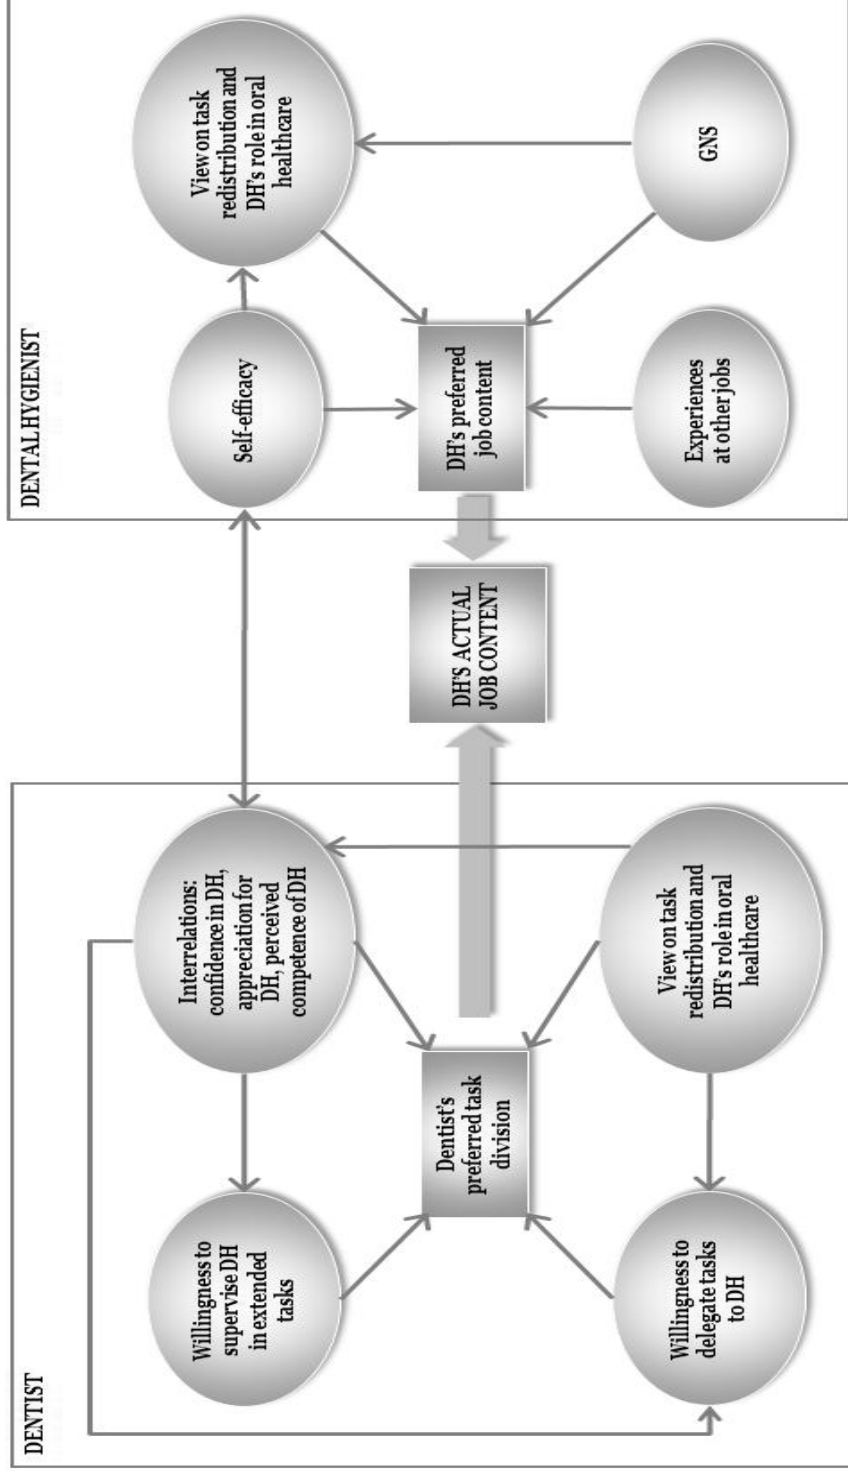 DENTIST
Willingness to
supervise DH
in extended
tasks
Interrelations:
confidence in DH,
appreciation for
DH, perceived
competence of DH
Dentist's
preferred task
division
Willingness to
delegate tasks
to DH
View on task
redistribution and
DH's role in oral
healthcare
DH'S ACTUAL
JOB CONTENT
DENTAL HYGIENIST
Self-efficacy
View on task
redistribution and
DH's role in oral
healthcare
DH's preferred
job content
Experiences
at other jobs
GNS